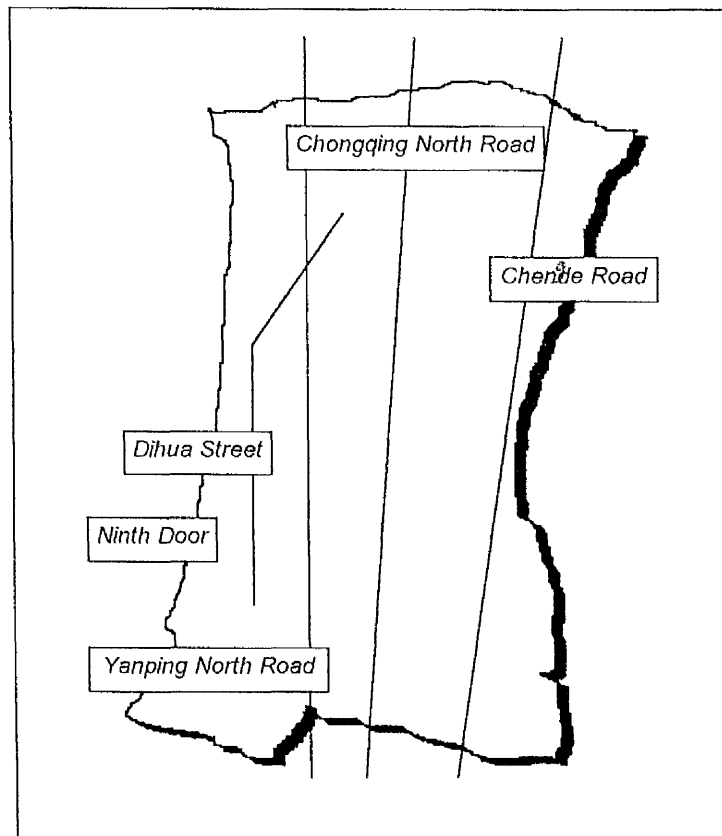 Chongqing North Road
Chende Road
Dihua Street
Ninth Door
Yanping North Road